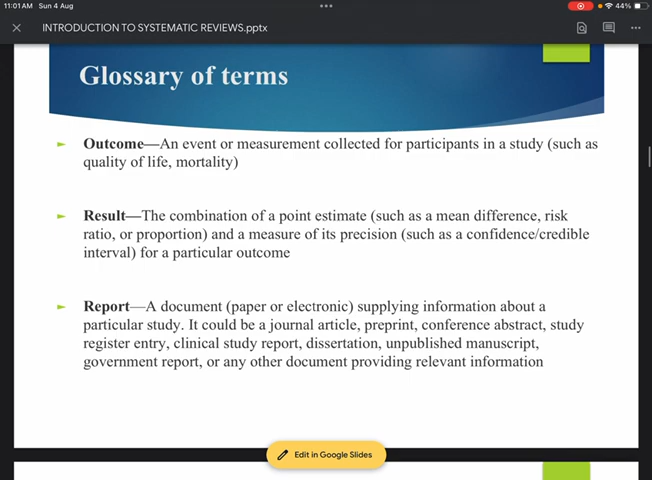 11:01 AM Sun 4 Aug
44%
INTRODUCTION TO SYSTEMATIC REVIEWS.pptx
Glossary of terms
Outcome—An event or measurement collected for participants in a study (such as
quality of life, mortality)
Result—The combination of a point estimate (such as a mean difference, risk
ratio, or proportion) and a measure of its precision (such as a confidence/credible
interval) for a particular outcome
Report—A document (paper or electronic) supplying information about a
particular study. It could be a journal article, preprint, conference abstract, study
register entry, clinical study report, dissertation, unpublished manuscript,
government report, or any other document providing relevant information
Edit in Google Slides